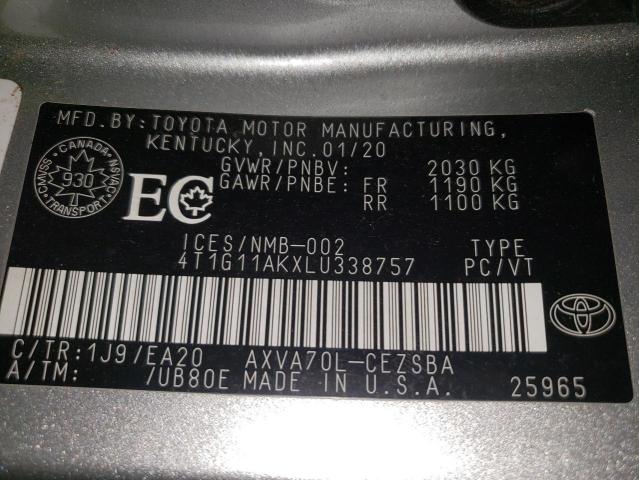 MFD. BY: TOYOTA MOTOR MANUFACTURING,
KENTUCKY, INC. 01/20
GVWR/PNBV: 2030 KG
GAWR/PNBE: FR 1190 KG
RR 1100 KG
CANADA
NSVAC
930
TRANSPORT
CMVSS
EC
ICES/NMB-002 TYPE
4T1G11AKXLU338757 PC/VT
C/TR: 1J9/EA20 AXVA70L-CEZSBA
A/TM: /UB80E MADE IN U.S.A. 25965